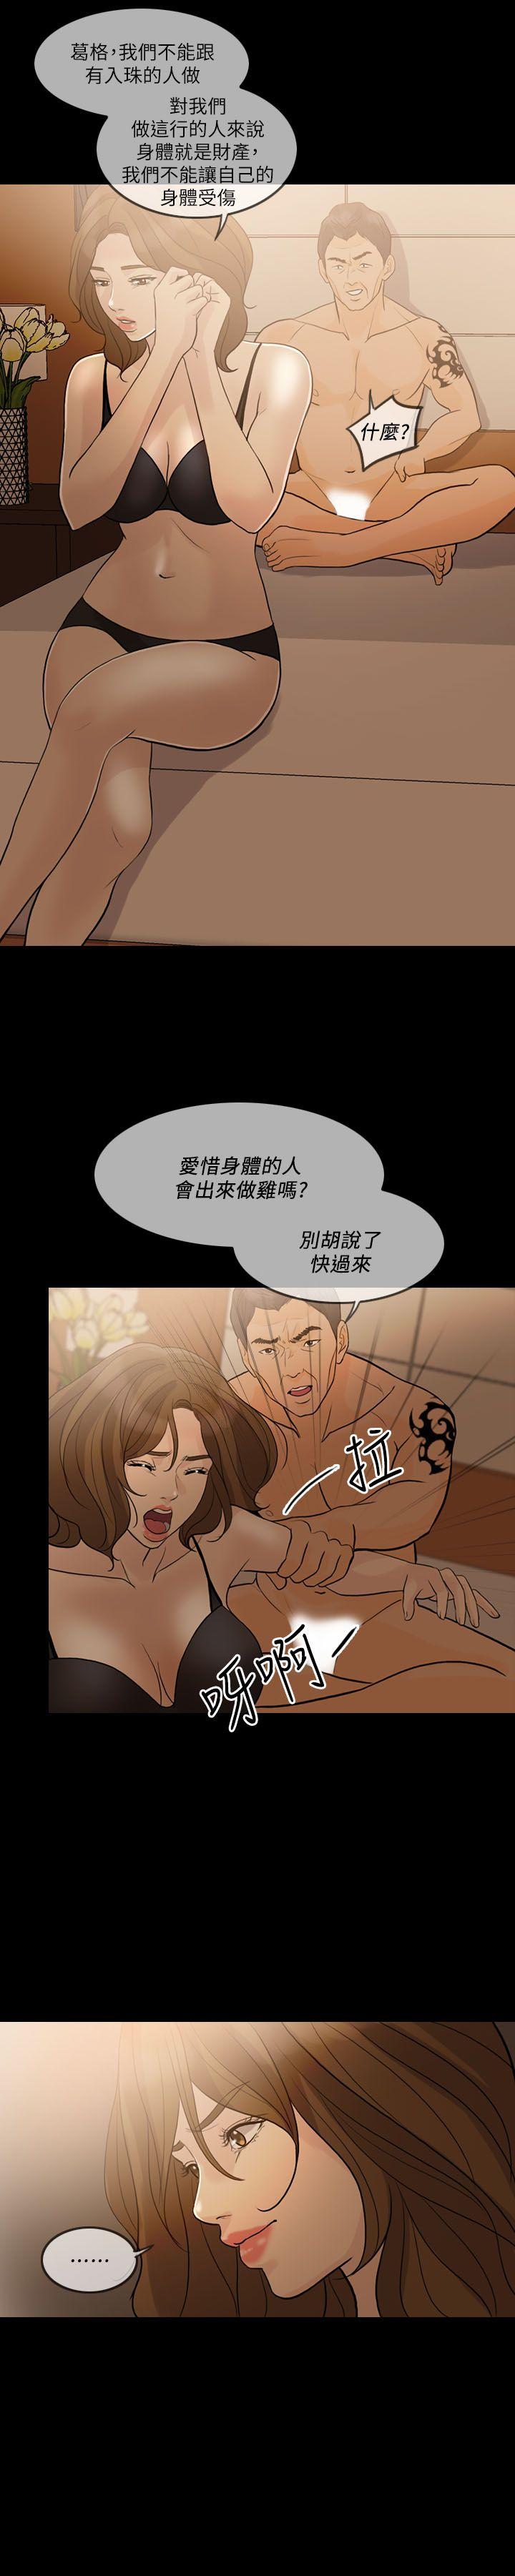 葛格，我們不能跟
有入珠的人做
對我們
做這行的人來說
身體就是財產，
我們不能讓自己的
身體受傷
什麼?
愛惜身體的人
會出來做雞嗎?
別胡說了
快過來
拉
呀啊
……